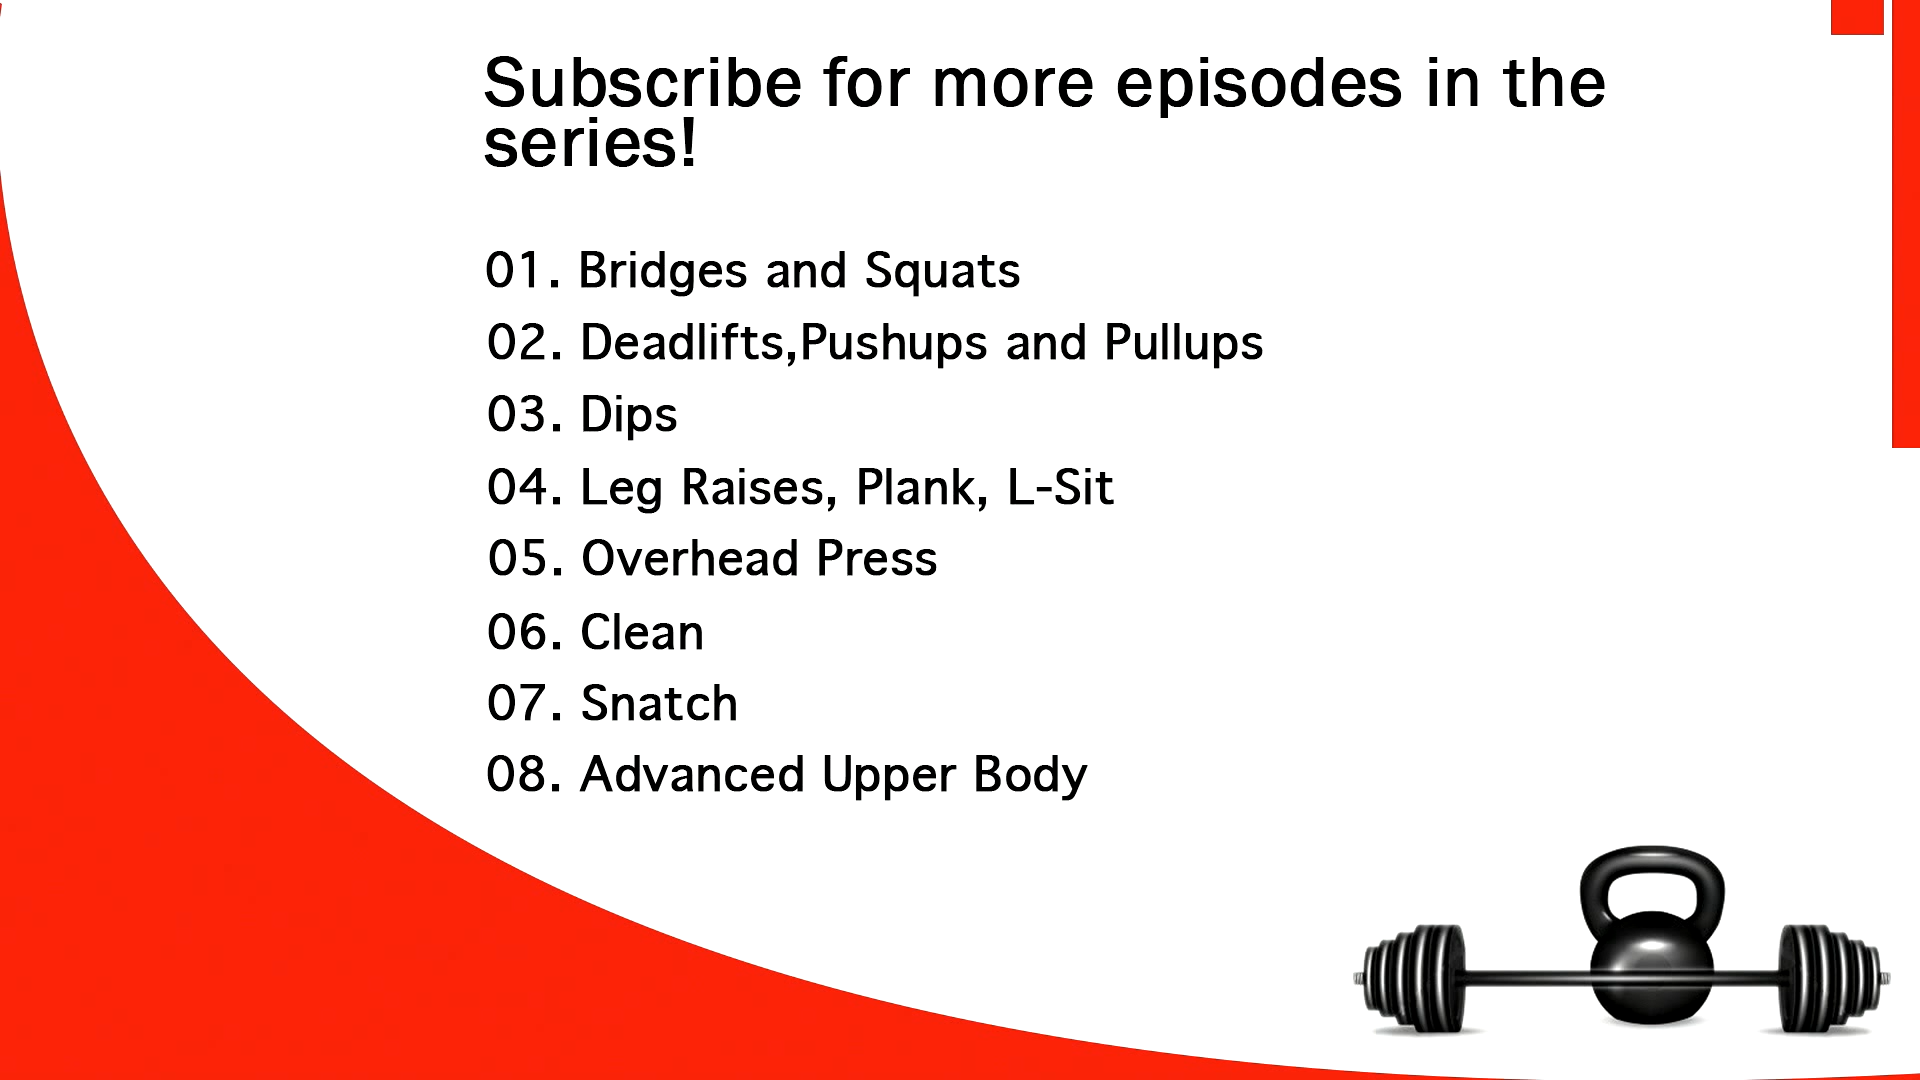 Subscribe for more episodes in the
series!
01. Bridges and Squats
02. Deadlifts,Pushups and Pullups
03. Dips
04. Leg Raises, Plank, L-Sit
05. Overhead Press
06. Clean
07. Snatch
08. Advanced Upper Body